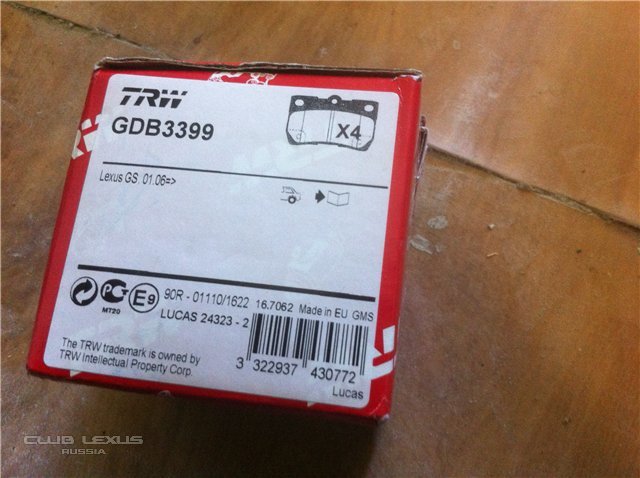 TRW
GDB3399
X4
Lexus GS. 01.06=>
MT20
E9
90R - 01110/1622 16.7062 Made in EU GMS
LUCAS 24323 - 2
The TRW trademark is owned by
TRW Intellectual Property Corp.
3 322937 430772
Lucas
CLUB LEXUS
RUSSIA